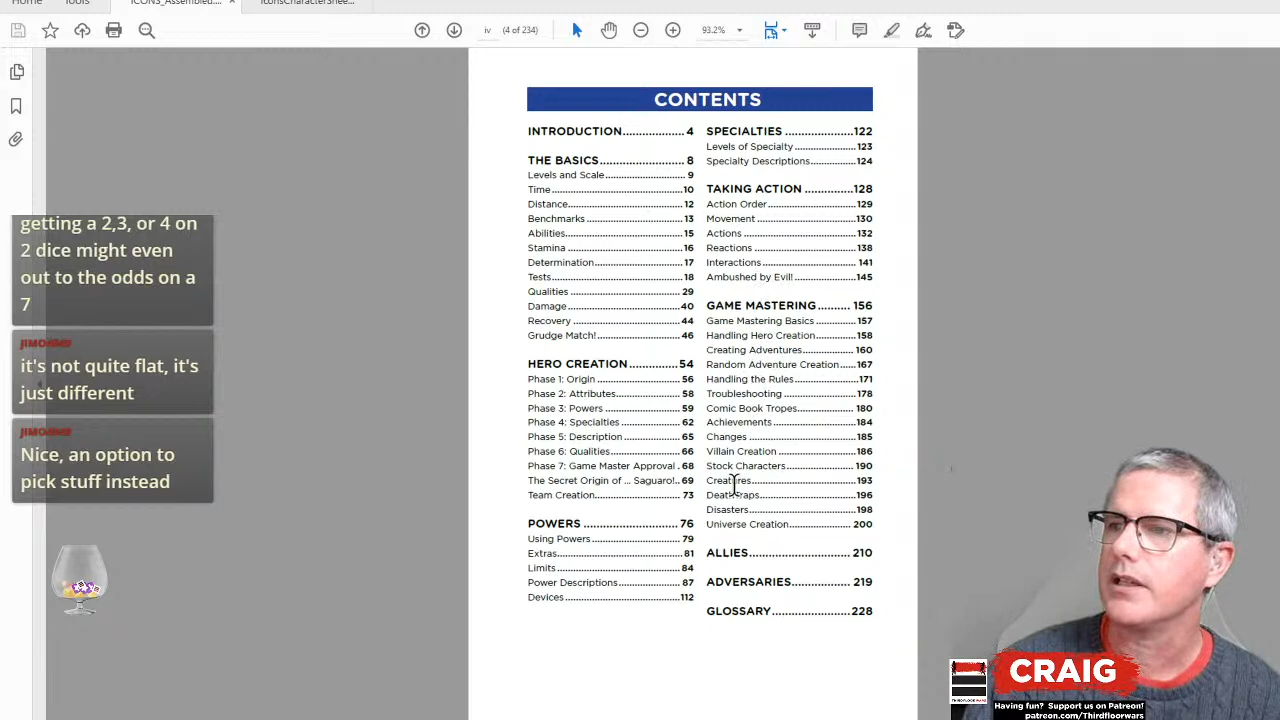 Home
Tools
ICONS_Assembled....
IconsCharacterShee...
iv
(4 of 234)
93.2%
CONTENTS
INTRODUCTION................... 4
THE BASICS....................... 8
Levels and Scale ............................ 9
Time ................................................ 10
Distance.......................................... 12
Benchmarks .................................. 13
Abilities........................................... 15
Stamina .......................................... 16
Determination................................ 17
Tests ................................................ 18
Qualities ......................................... 29
Damage .......................................... 40
Recovery ........................................ 44
Grudge Match! ............................... 46
HERO CREATION.............. 54
Phase 1: Origin .............................. 56
Phase 2: Attributes........................ 58
Phase 3: Powers ............................ 59
Phase 4: Specialties ...................... 62
Phase 5: Description ..................... 65
Phase 6: Qualities.......................... 66
Phase 7: Game Master Approval . 68
The Secret Origin of ... Saguaro!.. 69
Team Creation................................ 73
POWERS ........................... 76
Using Powers ................................. 79
Extras............................................... 81
Limits ............................................... 84
Power Descriptions ....................... 87
Devices .......................................... 112
SPECIALTIES .....................122
Levels of Specialty ...................... 123
Specialty Descriptions................. 124
TAKING ACTION ..............128
Action Order................................. 129
Movement ..................................... 130
Actions .......................................... 132
Reactions ...................................... 138
Interactions ................................... 141
Ambushed by Evil! ....................... 145
GAME MASTERING .......... 156
Game Mastering Basics ............... 157
Handling Hero Creation .............. 158
Creating Adventures.................... 160
Random Adventure Creation ...... 167
Handling the Rules....................... 171
Troubleshooting ........................... 178
Comic Book Tropes...................... 180
Achievements ............................... 184
Changes ........................................ 185
Villain Creation ............................ 186
Stock Characters.......................... 190
Creatures....................................... 193
Deathtraps.................................... 196
Disasters........................................ 198
Universe Creation........................ 200
ALLIES.............................. 210
ADVERSARIES.................. 219
GLOSSARY ....................... 228
getting a 2,3, or 4 on
2 dice might even
out to the odds on a
7
it's not quite flat, it's
just different
Nice, an option to
pick stuff instead
CRAIG
THIRDFLOORWARS
Having fun? Support us on Patreon!
patreon.com/Thirdfloorwars